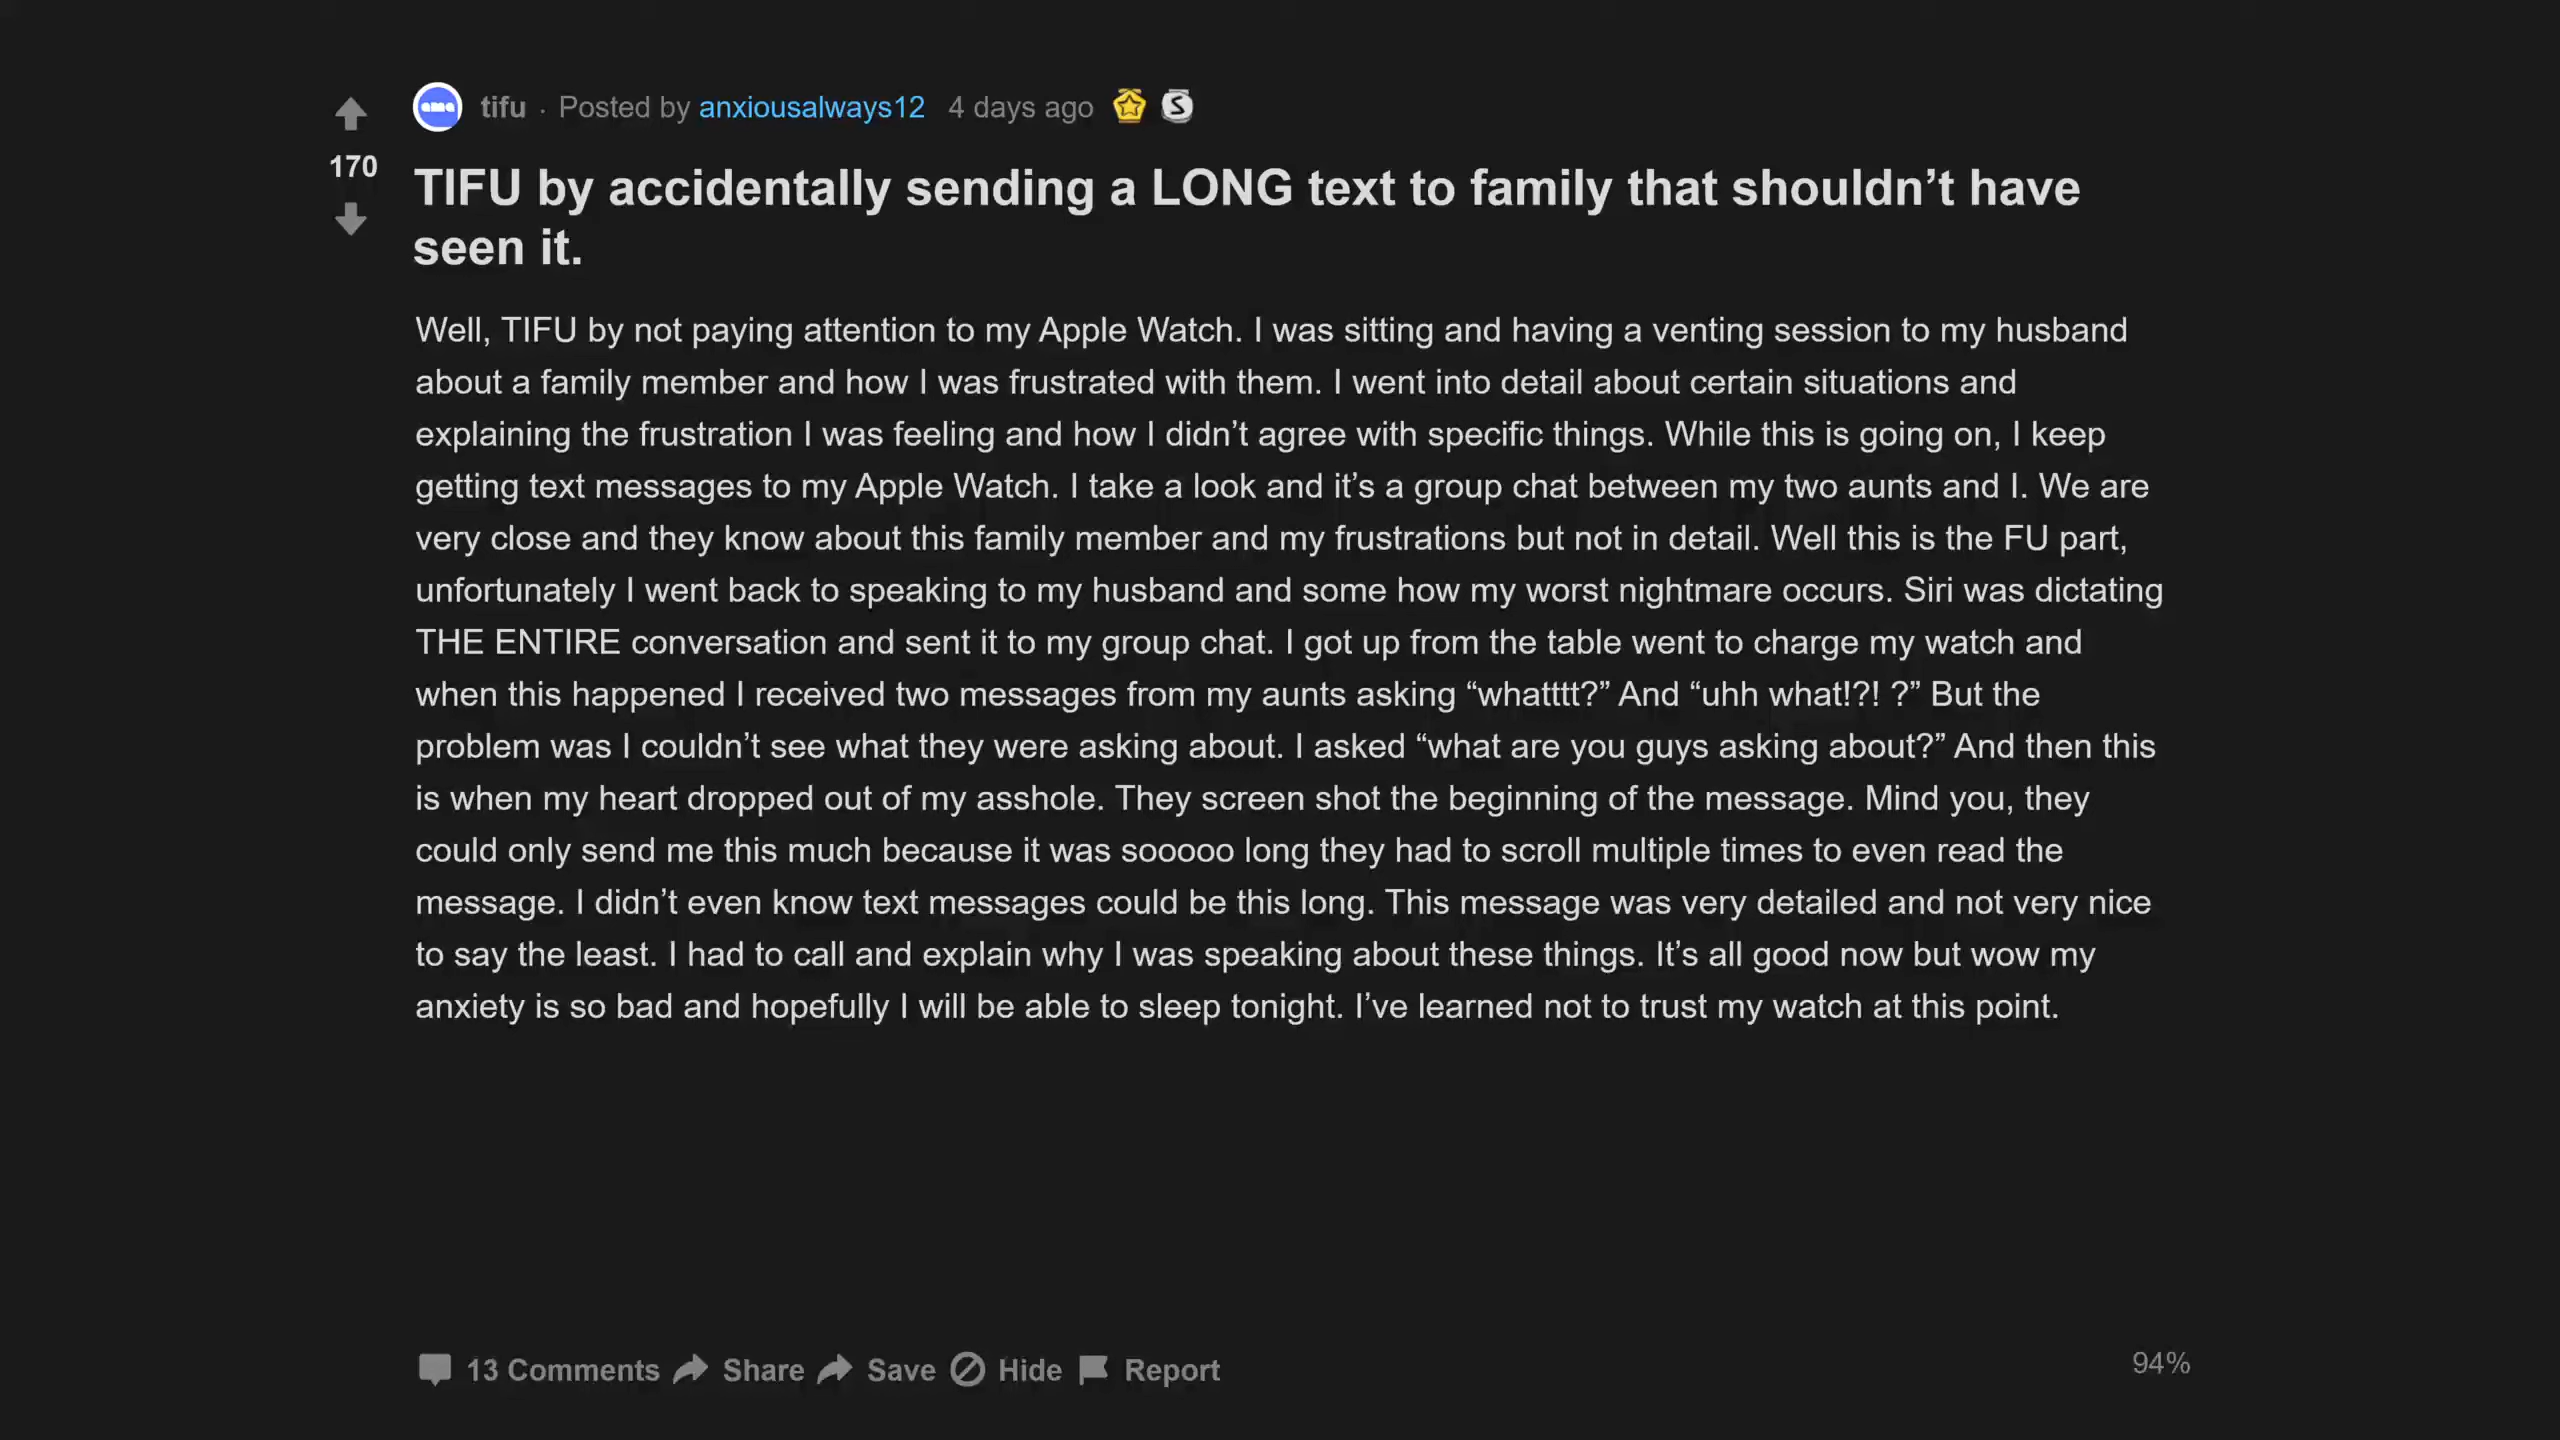 ama tifu · Posted by anxiousalways12 4 days ago S
170
TIFU by accidentally sending a LONG text to family that shouldn’t have
seen it.
Well, TIFU by not paying attention to my Apple Watch. I was sitting and having a venting session to my husband
about a family member and how I was frustrated with them. I went into detail about certain situations and
explaining the frustration I was feeling and how I didn’t agree with specific things. While this is going on, I keep
getting text messages to my Apple Watch. I take a look and it’s a group chat between my two aunts and I. We are
very close and they know about this family member and my frustrations but not in detail. Well this is the FU part,
unfortunately I went back to speaking to my husband and some how my worst nightmare occurs. Siri was dictating
THE ENTIRE conversation and sent it to my group chat. I got up from the table went to charge my watch and
when this happened I received two messages from my aunts asking “whatttt?” And “uhh what!?! ?” But the
problem was I couldn’t see what they were asking about. I asked “what are you guys asking about?” And then this
is when my heart dropped out of my asshole. They screen shot the beginning of the message. Mind you, they
could only send me this much because it was sooooo long they had to scroll multiple times to even read the
message. I didn’t even know text messages could be this long. This message was very detailed and not very nice
to say the least. I had to call and explain why I was speaking about these things. It’s all good now but wow my
anxiety is so bad and hopefully I will be able to sleep tonight. I’ve learned not to trust my watch at this point.
13 Comments Share Save Hide Report 94%